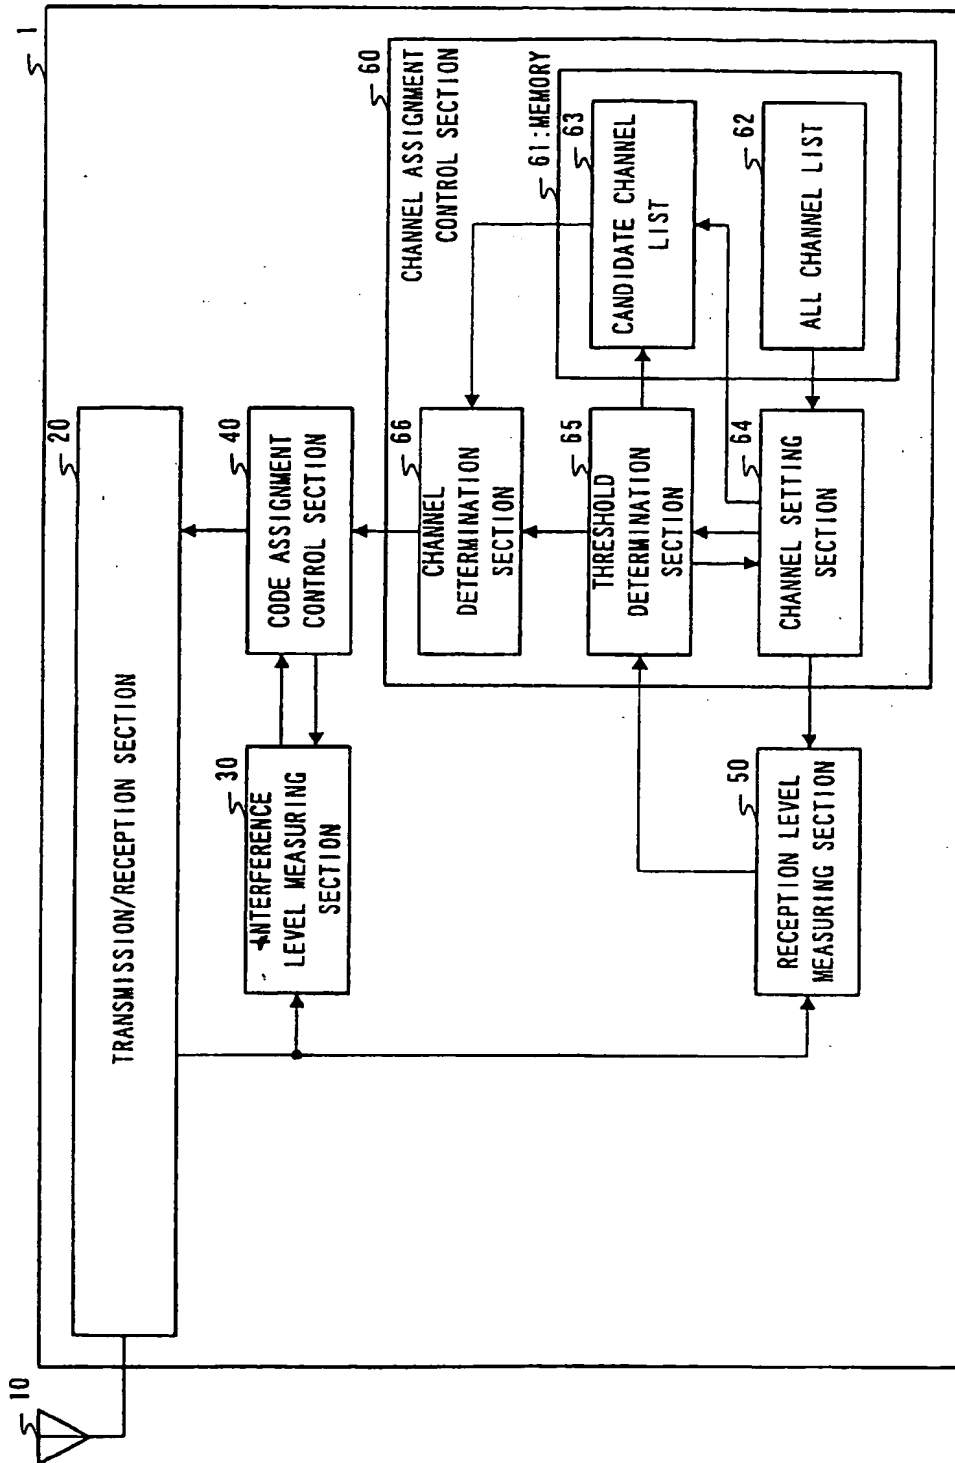 1
10
20
TRANSMISSION/RECEPTION SECTION
30
INTERFERENCE
LEVEL MEASURING
SECTION
40
CODE ASSIGNMENT
CONTROL SECTION
50
RECEPTION LEVEL
MEASURING SECTION
60
CHANNEL ASSIGNMENT
CONTROL SECTION
66
CHANNEL
DETERMINATION
SECTION
65
THRESHOLD
DETERMINATION
SECTION
64
CHANNEL SETTING
SECTION
61:MEMORY
63
CANDIDATE CHANNEL
LIST
62
ALL CHANNEL LIST